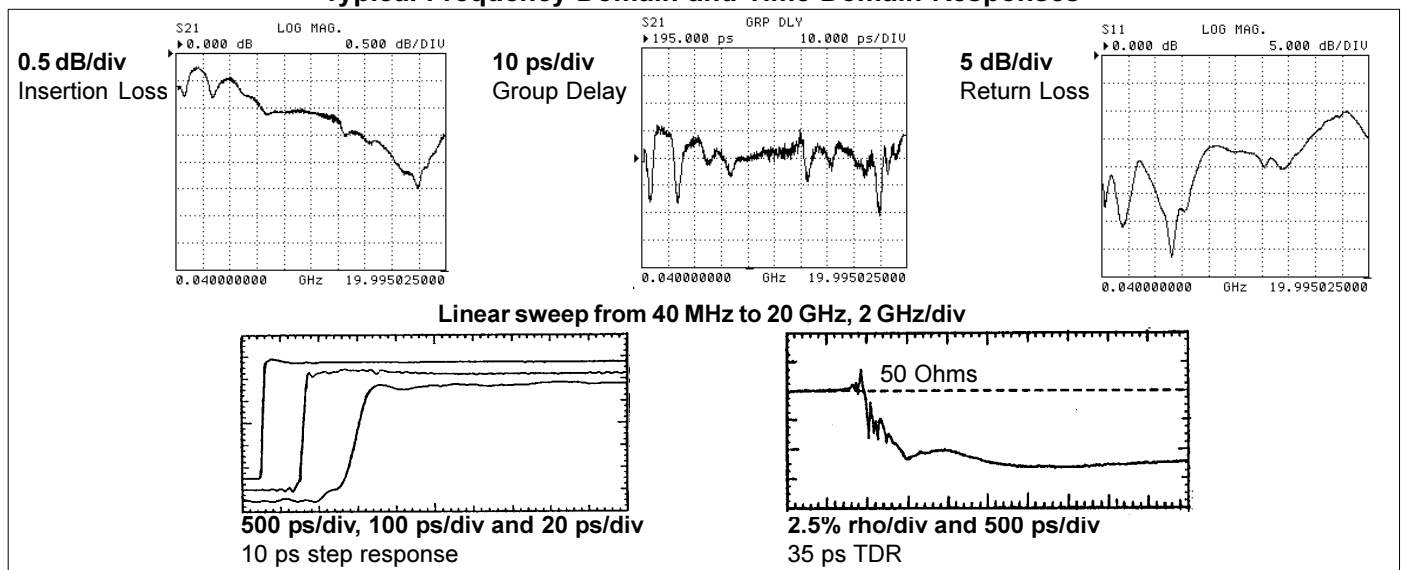 Typical Frequency Domain and Time Domain Responses
0.5 dB/div
Insertion Loss
S21 LOG MAG.
0.000 dB 0.500 dB/DIV
0.040000000 GHz 19.995025000
10 ps/div
Group Delay
S21 GRP DLY
195.000 ps 10.000 ps/DIV
0.040000000 GHz 19.995025000
5 dB/div
Return Loss
S11 LOG MAG.
0.000 dB 5.000 dB/DIV
0.040000000 GHz 19.995025000
Linear sweep from 40 MHz to 20 GHz, 2 GHz/div
500 ps/div, 100 ps/div and 20 ps/div
10 ps step response
50 Ohms
2.5% rho/div and 500 ps/div
35 ps TDR